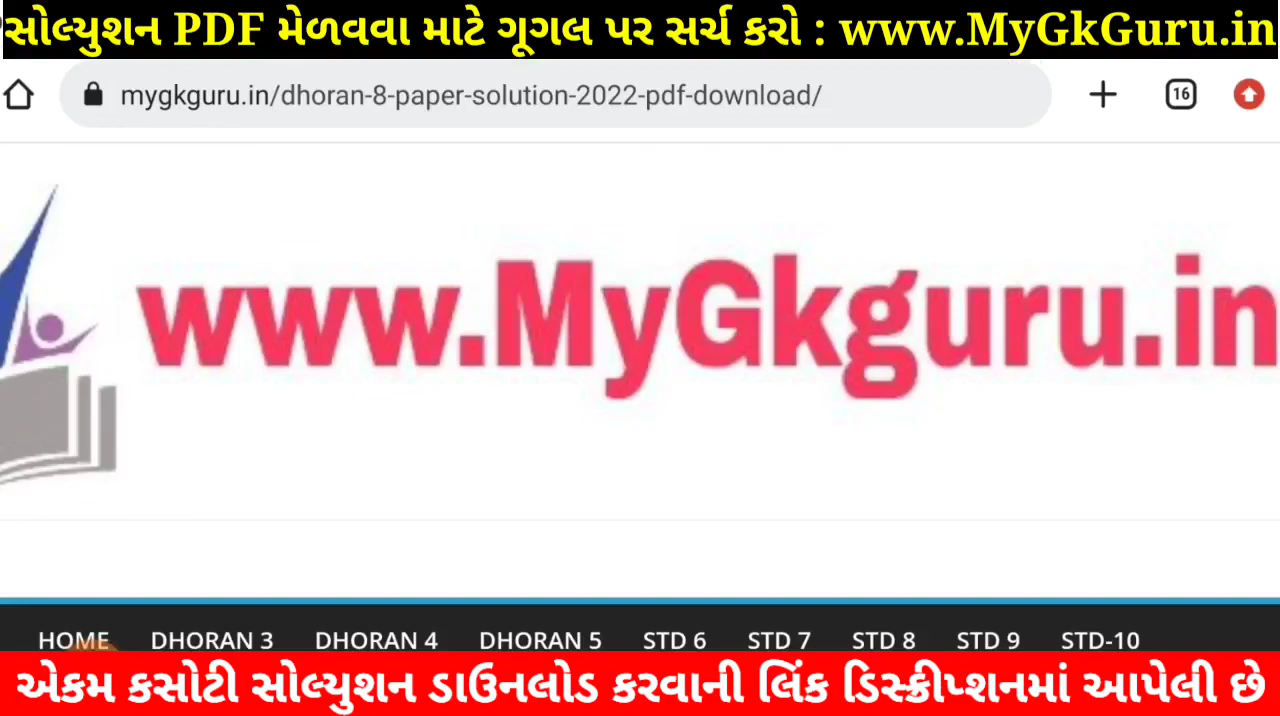 સોલ્યુશન PDF મેળવવા માટે ગૂગલ પર સર્ચ કરો : www.MyGkGuru.in
mygkguru.in/dhoran-8-paper-solution-2022-pdf-download/ 16
www.MyGkguru.in
HOME DHORAN 3 DHORAN 4 DHORAN 5 STD 6 STD 7 STD 8 STD 9 STD-10
એકમ કસોટી સોલ્યુશન ડાઉનલોડ કરવાની લિંક ડિસ્ક્રીપ્શનમાં આપેલી છે